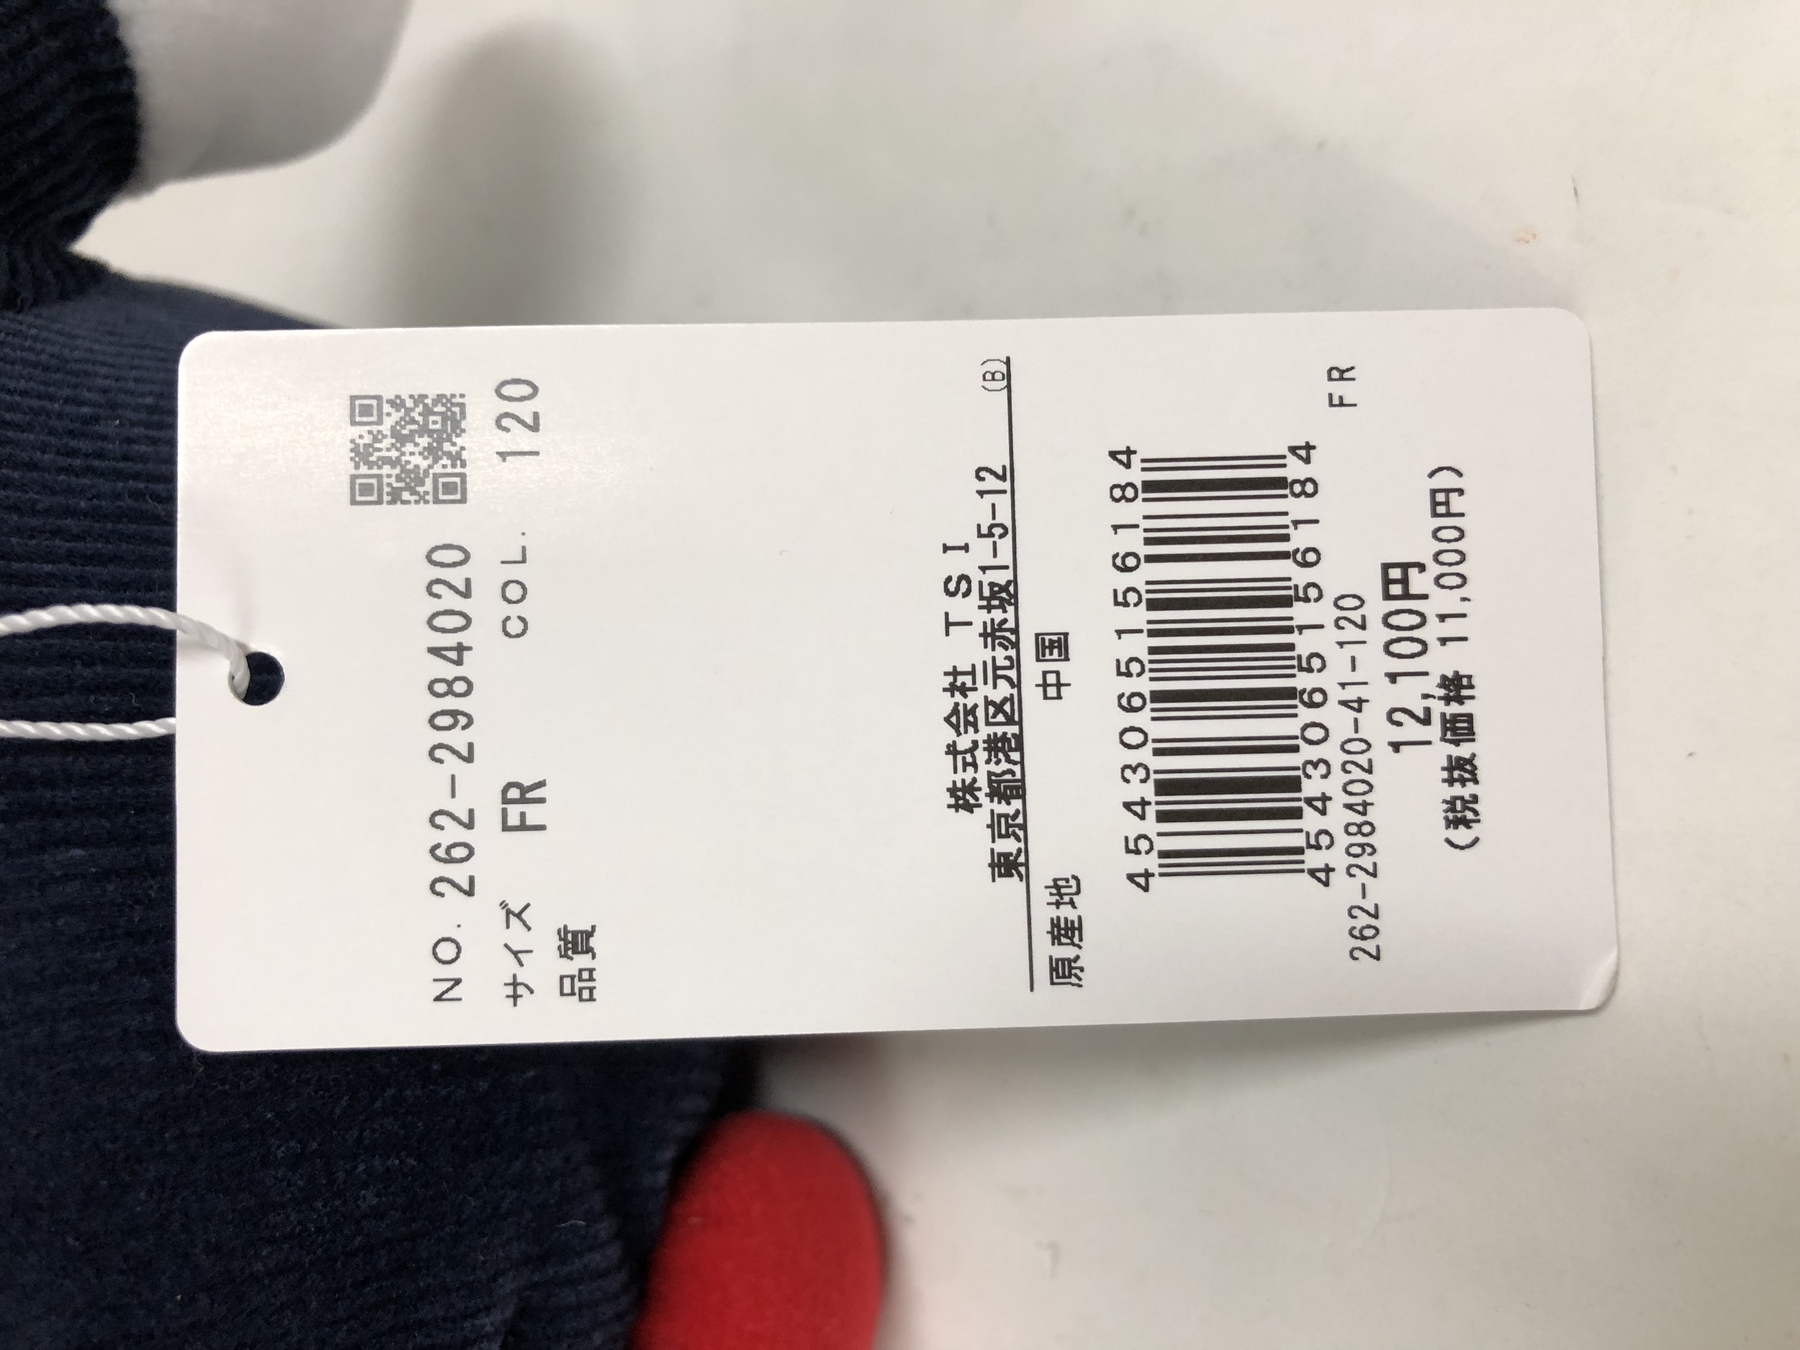 NO. 262-2984020
サイズ FR COL. 120
品質
株式会社 TSI
東京都港区元赤坂1-5-12 (B)
原産地 中国
4543065156184
4543065156184
262-2984020-41-120 FR
12,100円
(税抜価格 11,000円)